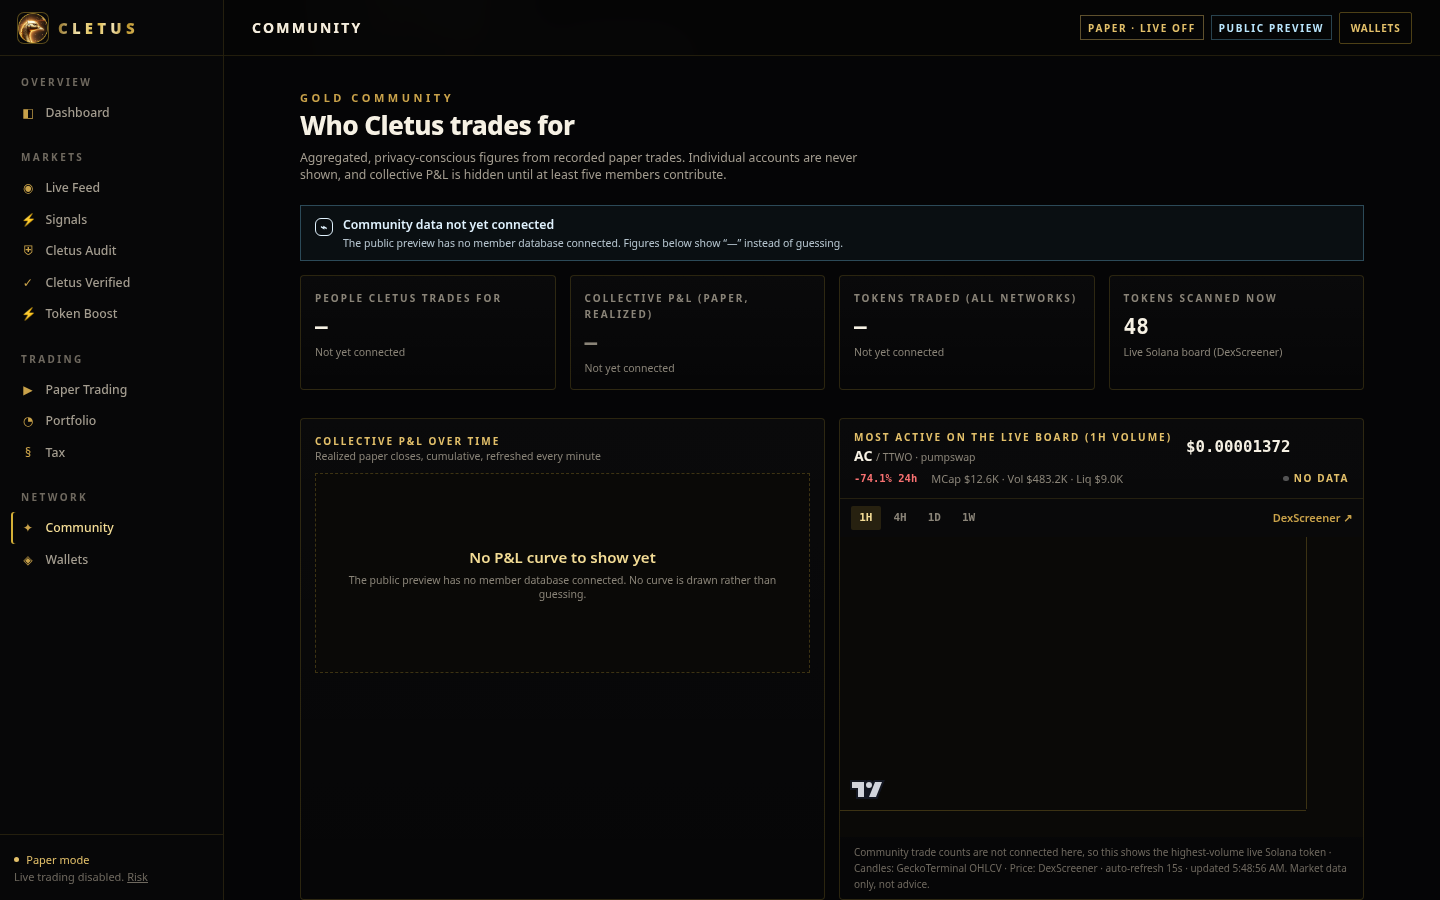 CLETUS
COMMUNITY
PAPER · LIVE OFF
PUBLIC PREVIEW
WALLETS
OVERVIEW
Dashboard
MARKETS
Live Feed
Signals
Cletus Audit
Cletus Verified
Token Boost
TRADING
Paper Trading
Portfolio
§ Tax
NETWORK
Community
Wallets
Paper mode
Live trading disabled. Risk
GOLD COMMUNITY
Who Cletus trades for
Aggregated, privacy-conscious figures from recorded paper trades. Individual accounts are never
shown, and collective P&L is hidden until at least five members contribute.
Community data not yet connected
The public preview has no member database connected. Figures below show “—” instead of guessing.
PEOPLE CLETUS TRADES FOR
—
Not yet connected
COLLECTIVE P&L (PAPER,
REALIZED)
—
Not yet connected
TOKENS TRADED (ALL NETWORKS)
—
Not yet connected
TOKENS SCANNED NOW
48
Live Solana board (DexScreener)
COLLECTIVE P&L OVER TIME
Realized paper closes, cumulative, refreshed every minute
No P&L curve to show yet
The public preview has no member database connected. No curve is drawn rather than
guessing.
MOST ACTIVE ON THE LIVE BOARD (1H VOLUME)
AC / TTWO · pumpswap
$0.00001372
-74.1% 24h MCap $12.6K · Vol $483.2K · Liq $9.0K
NO DATA
1H 4H 1D 1W
DexScreener ↗
Community trade counts are not connected here, so this shows the highest-volume live Solana token ·
Candles: GeckoTerminal OHLCV · Price: DexScreener · auto-refresh 15s · updated 5:48:56 AM. Market data
only, not advice.